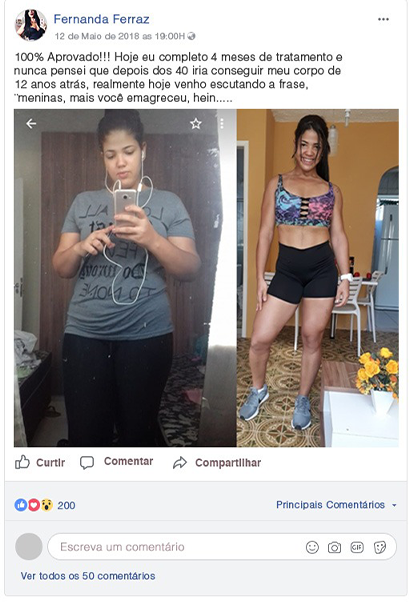 Fernanda Ferraz
12 de Maio de 2018 as 19:00H
100% Aprovado!!! Hoje eu completo 4 meses de tratamento e
nunca pensei que depois dos 40 iria conseguir meu corpo de
12 anos atrás, realmente hoje venho escutando a frase,
¨meninas, mais você emagreceu, hein.....
Curtir
Comentar
Compartilhar
200
Principais Comentários
Escreva um comentário
GIF
Ver todos os 50 comentários